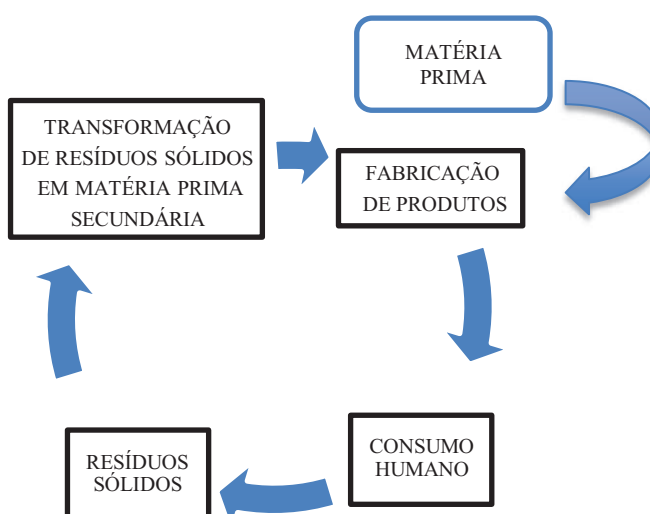 MATÉRIA
PRIMA
TRANSFORMAÇÃO
DE RESÍDUOS SÓLIDOS
EM MATÉRIA PRIMA
SECUNDÁRIA
FABRICAÇÃO
DE PRODUTOS
CONSUMO
HUMANO
RESÍDUOS
SÓLIDOS